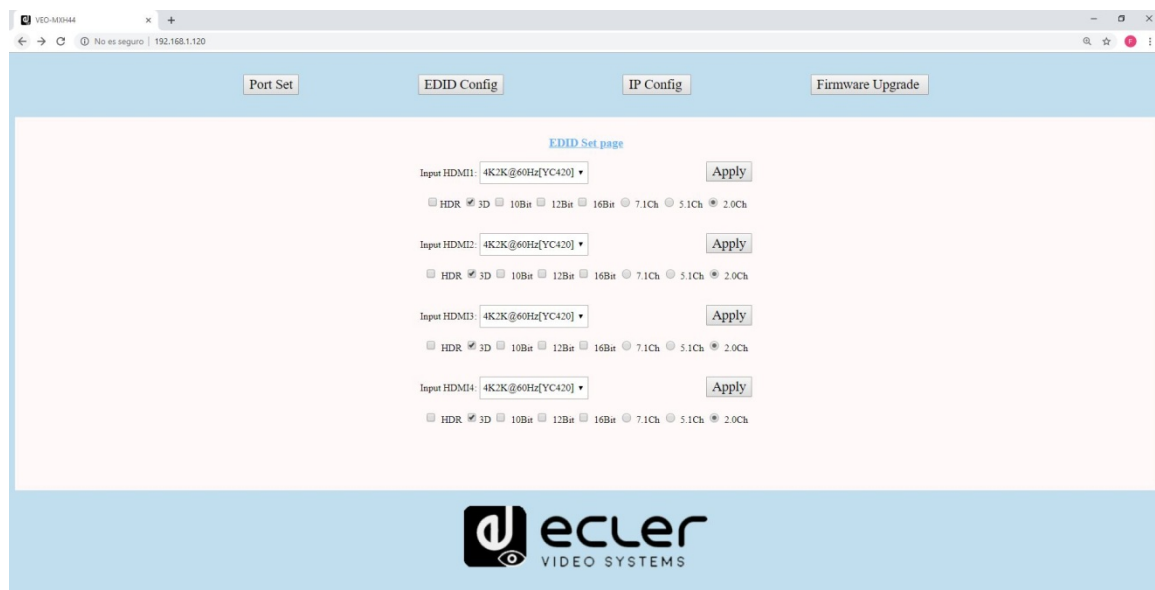 VEO-MXH44
No es seguro | 192.168.1.120
Port Set EDID Config IP Config Firmware Upgrade
EDID Set page
Input HDMI1: 4K2K@60Hz[YC420] Apply
HDR 3D 10Bit 12Bit 16Bit 7.1Ch 5.1Ch 2.0Ch
Input HDMI2: 4K2K@60Hz[YC420] Apply
HDR 3D 10Bit 12Bit 16Bit 7.1Ch 5.1Ch 2.0Ch
Input HDMI3: 4K2K@60Hz[YC420] Apply
HDR 3D 10Bit 12Bit 16Bit 7.1Ch 5.1Ch 2.0Ch
Input HDMI4: 4K2K@60Hz[YC420] Apply
HDR 3D 10Bit 12Bit 16Bit 7.1Ch 5.1Ch 2.0Ch
ecler
VIDEO SYSTEMS